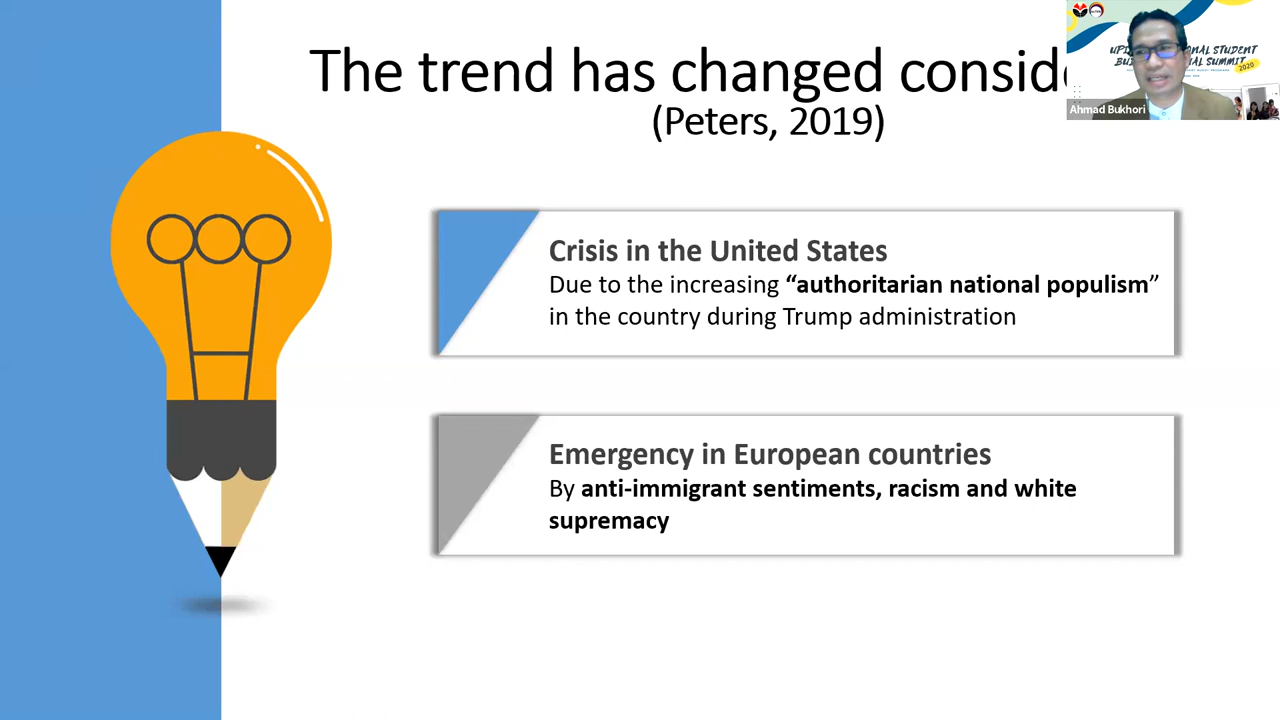 The trend has changed
(Peters, 2019)
Ahmad Bukhori
2020
Crisis in the United States
Due to the increasing “authoritarian national populism”
in the country during Trump administration
Emergency in European countries
By anti-immigrant sentiments, racism and white
supremacy